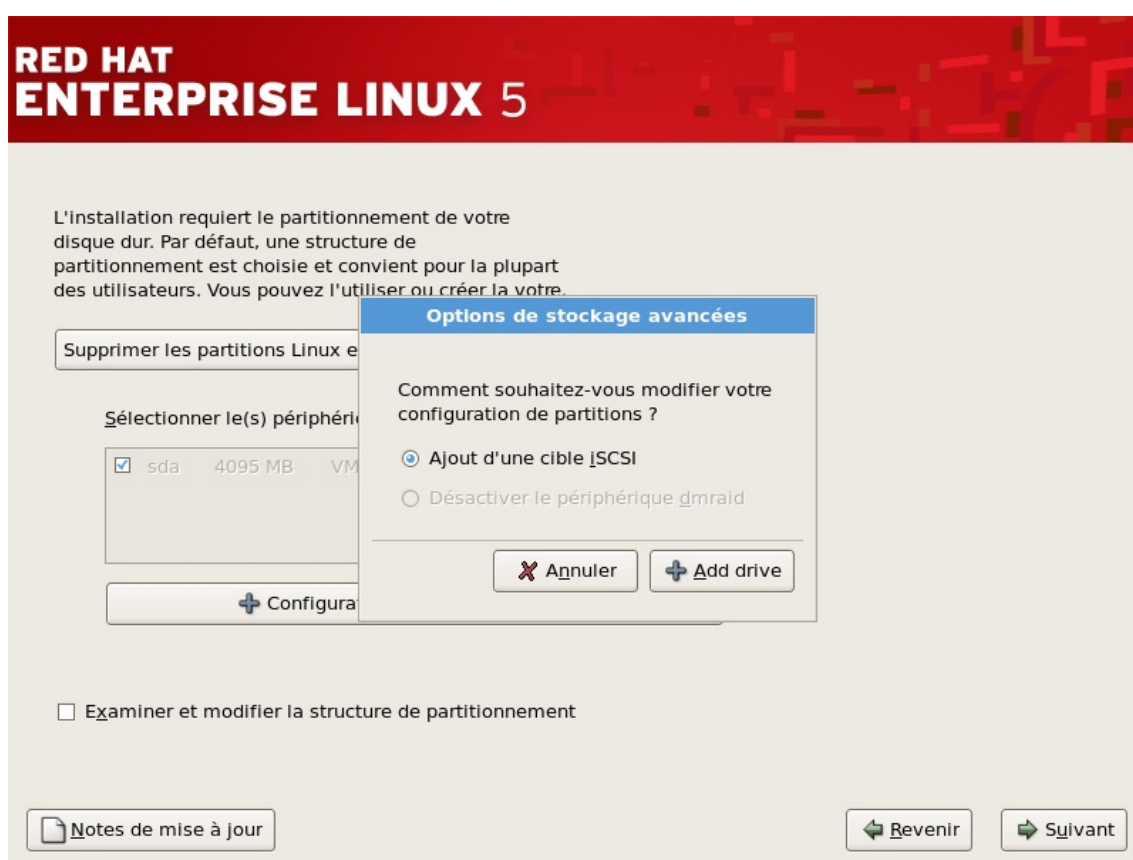 RED HAT
ENTERPRISE LINUX 5
L'installation requiert le partitionnement de votre
disque dur. Par défaut, une structure de
partitionnement est choisie et convient pour la plupart
des utilisateurs. Vous pouvez l'utiliser ou créer la votre.
Supprimer les partitions Linux e
Sélectionner le(s) périphéri
sda 4095 MB VM
Configura
Options de stockage avancées
Comment souhaitez-vous modifier votre
configuration de partitions ?
Ajout d'une cible iSCSI
Désactiver le périphérique dmraid
Annuler
Add drive
Examiner et modifier la structure de partitionnement
Notes de mise à jour
Revenir
Suivant